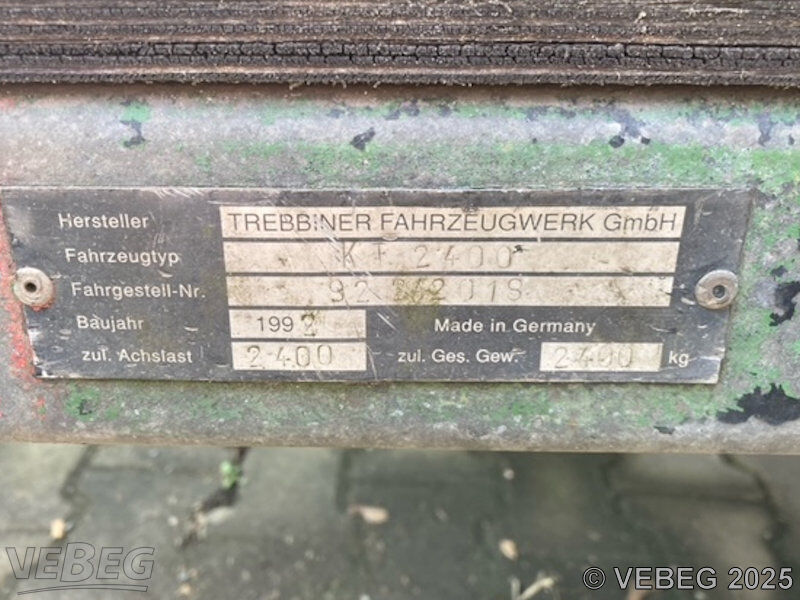 Hersteller TREBBINER FAHRZEUGWERK GmbH
Fahrzeugtyp KT 2400
Fahrgestell-Nr.
Baujahr 1992 Made in Germany
zul. Achslast 2400 zul. Ges. Gew. 2400 kg
VEBEG
© VEBEG 2025